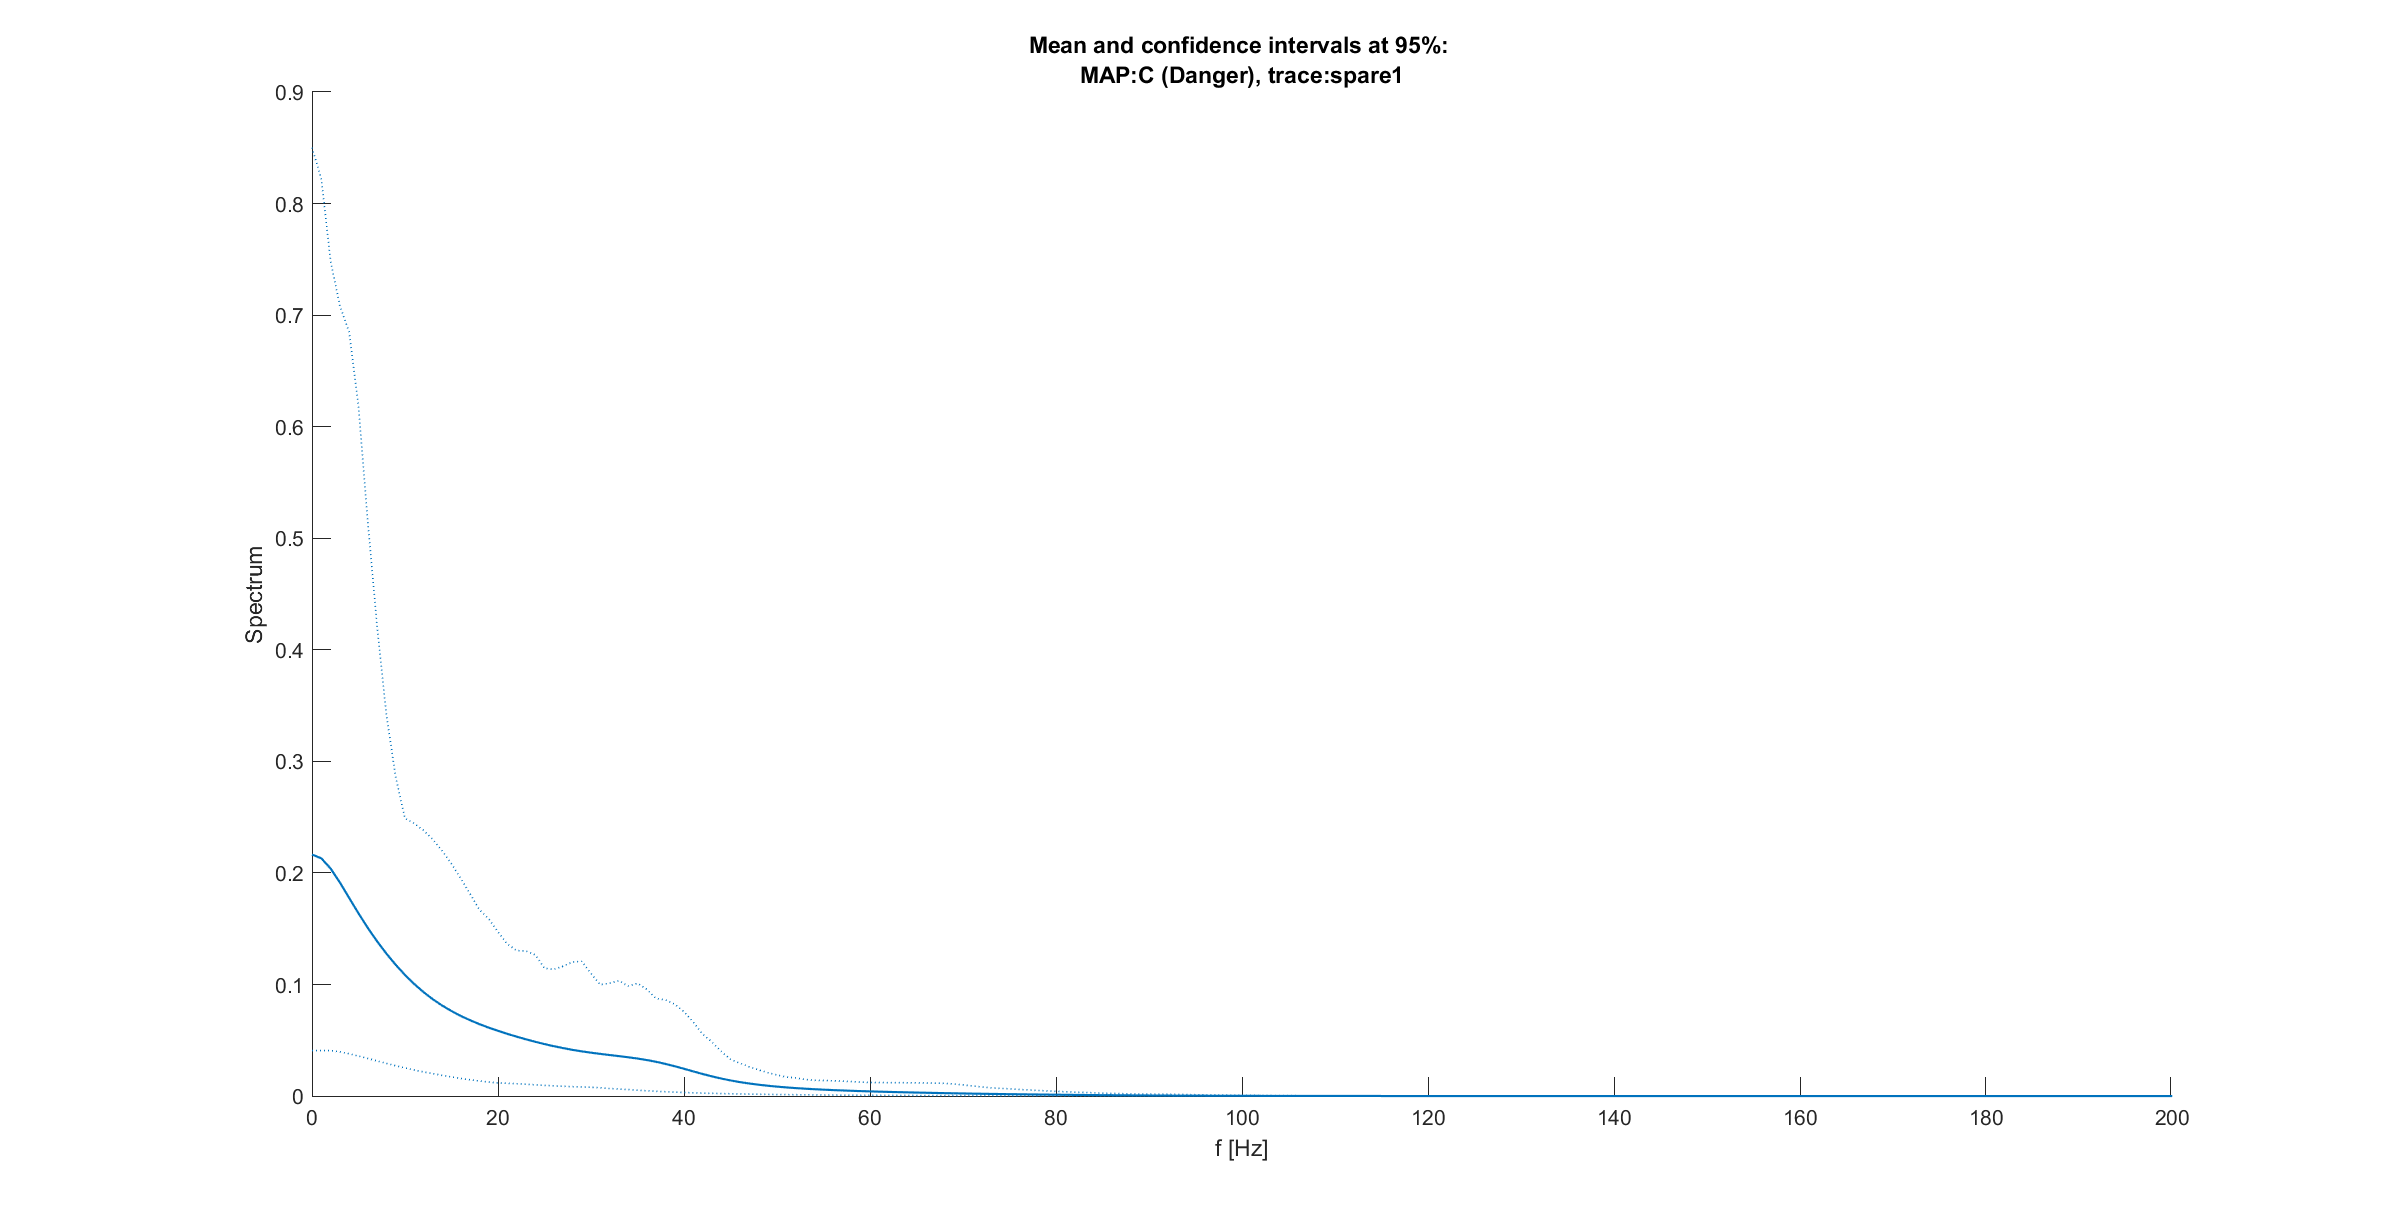 Mean and confidence intervals at 95%:
MAP:C (Danger), trace:spare1
0.9
0.8
0.7
0.6
0.5
0.4
0.3
0.2
0.1
0
Spectrum
0 20 40 60 80 100 120 140 160 180 200
f [Hz]